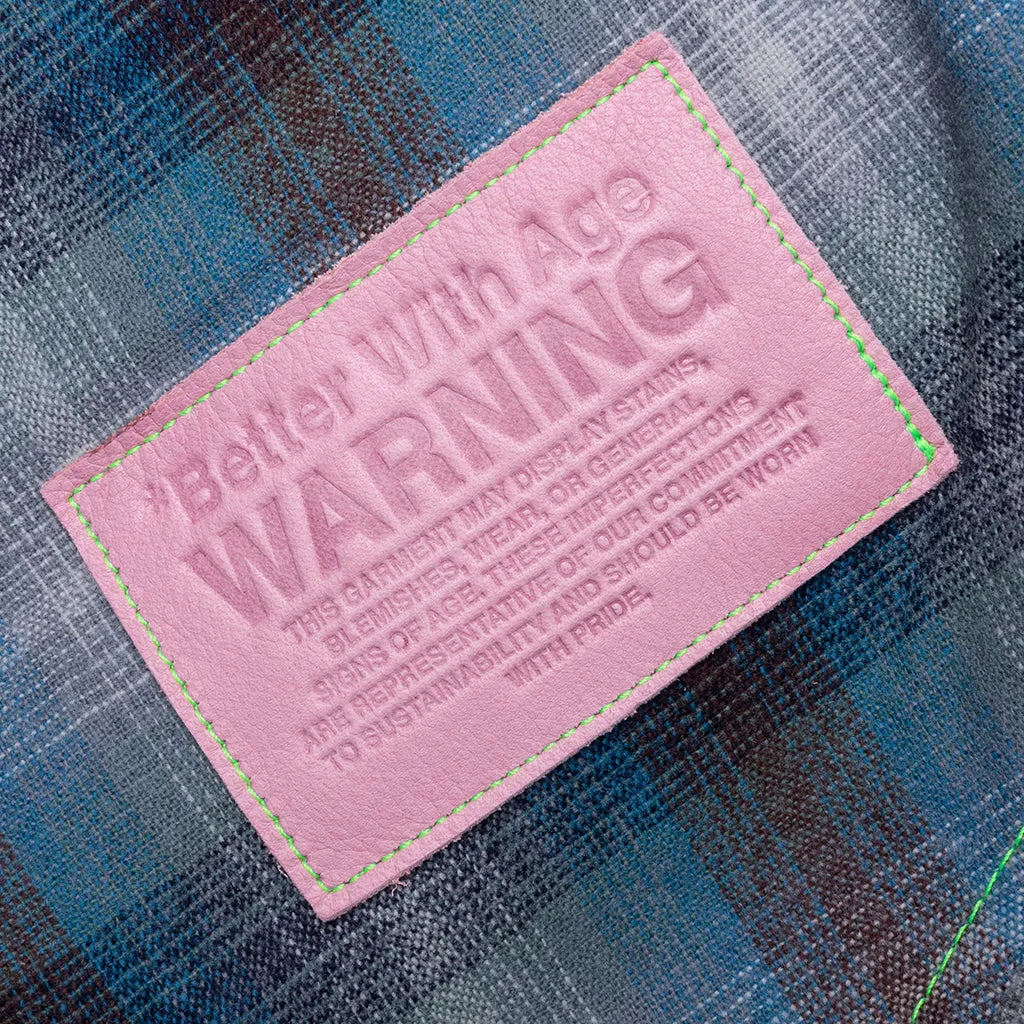 *Better With Age
WARNING
THIS GARMENT MAY DISPLAY STAINS,
BLEMISHES, WEAR, OR GENERAL
SIGNS OF AGE. THESE IMPERFECTIONS
ARE REPRESENTATIVE OF OUR COMMITMENT
TO SUSTAINABILITY AND SHOULD BE WORN
WITH PRIDE.